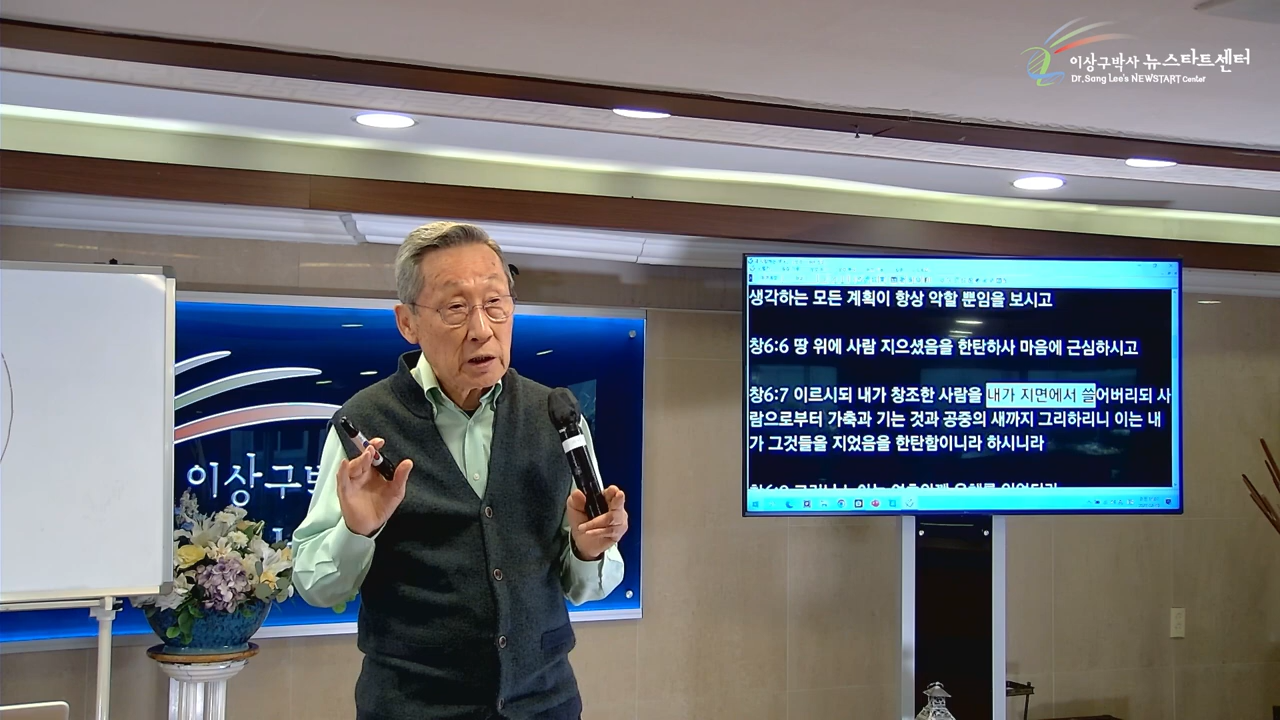 이상구박사 뉴스타트센터
Dr. Sang Lee's NEWSTART Center
생각하는 모든 계획이 항상 악할 뿐임을 보시고
창6:6 땅 위에 사람 지으셨음을 한탄하사 마음에 근심하시고
창6:7 이르시되 내가 창조한 사람을 내가 지면에서 쓸어버리되 사
람으로부터 가축과 기는 것과 공중의 새까지 그리하리니 이는 내
가 그것들을 지었음을 한탄함이니라 하시니라
이상구